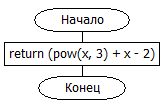 Начало
return (pow(x, 3) + x - 2)
Конец